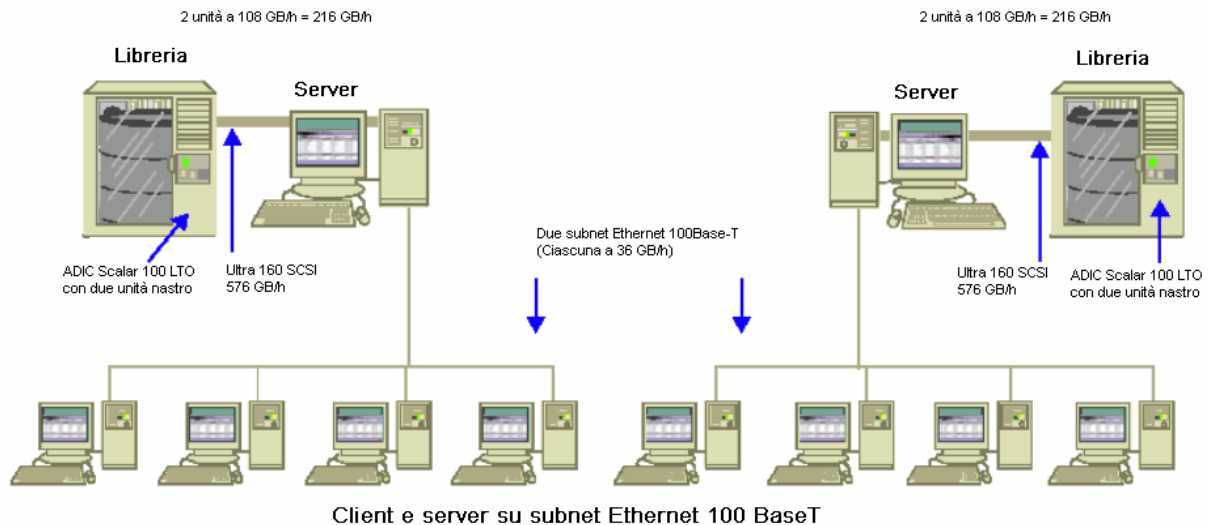 2 unità a 108 GB/h = 216 GB/h
2 unità a 108 GB/h = 216 GB/h
Libreria
Server
Server
Libreria
ADIC Scalar 100 LTO
con due unità nastro
Ultra 160 SCSI
576 GB/h
Due subnet Ethernet 100Base-T
(Ciascuna a 36 GB/h)
Ultra 160 SCSI
576 GB/h
ADIC Scalar 100 LTO
con due unità nastro
Client e server su subnet Ethernet 100 BaseT